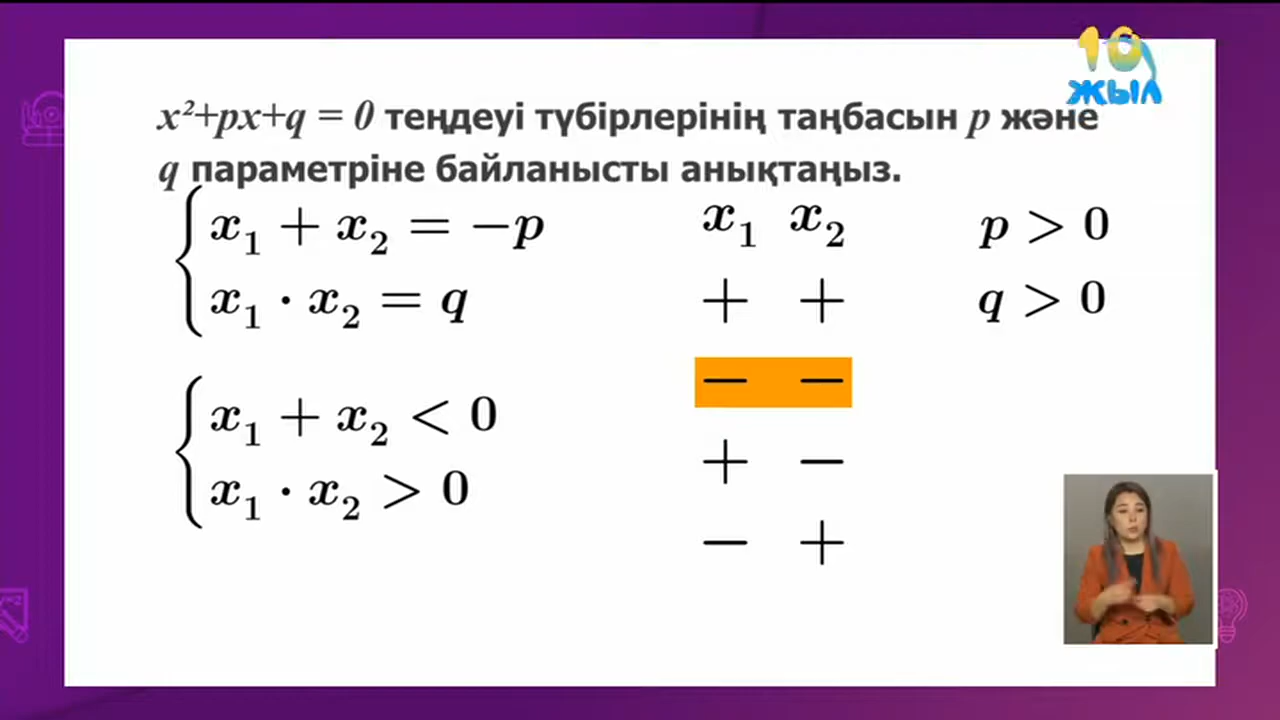 10
ЖЫЛ
x²+px+q = 0 теңдеуі түбірлерінің таңбасын p және
q параметріне байланысты анықтаңыз.
x₁ + x₂ = −p
x₁ · x₂ = q
x₁ + x₂ < 0
x₁ · x₂ > 0
x₁ x₂
+ +
− −
+ −
− +
p > 0
q > 0